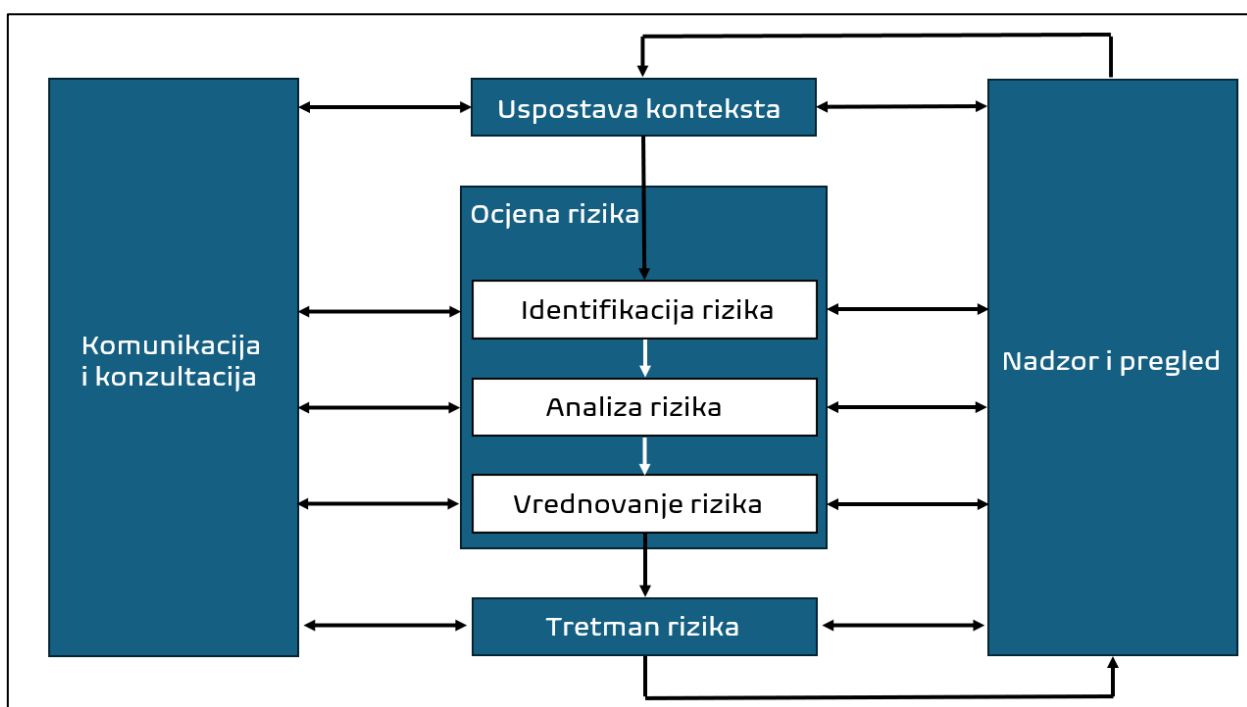 Uspostava konteksta
Ocjena rizika
Identifikacija rizika
Komunikacija
i konzultacija
Nadzor i pregled
Analiza rizika
Vrednovanje rizika
Tretman rizika